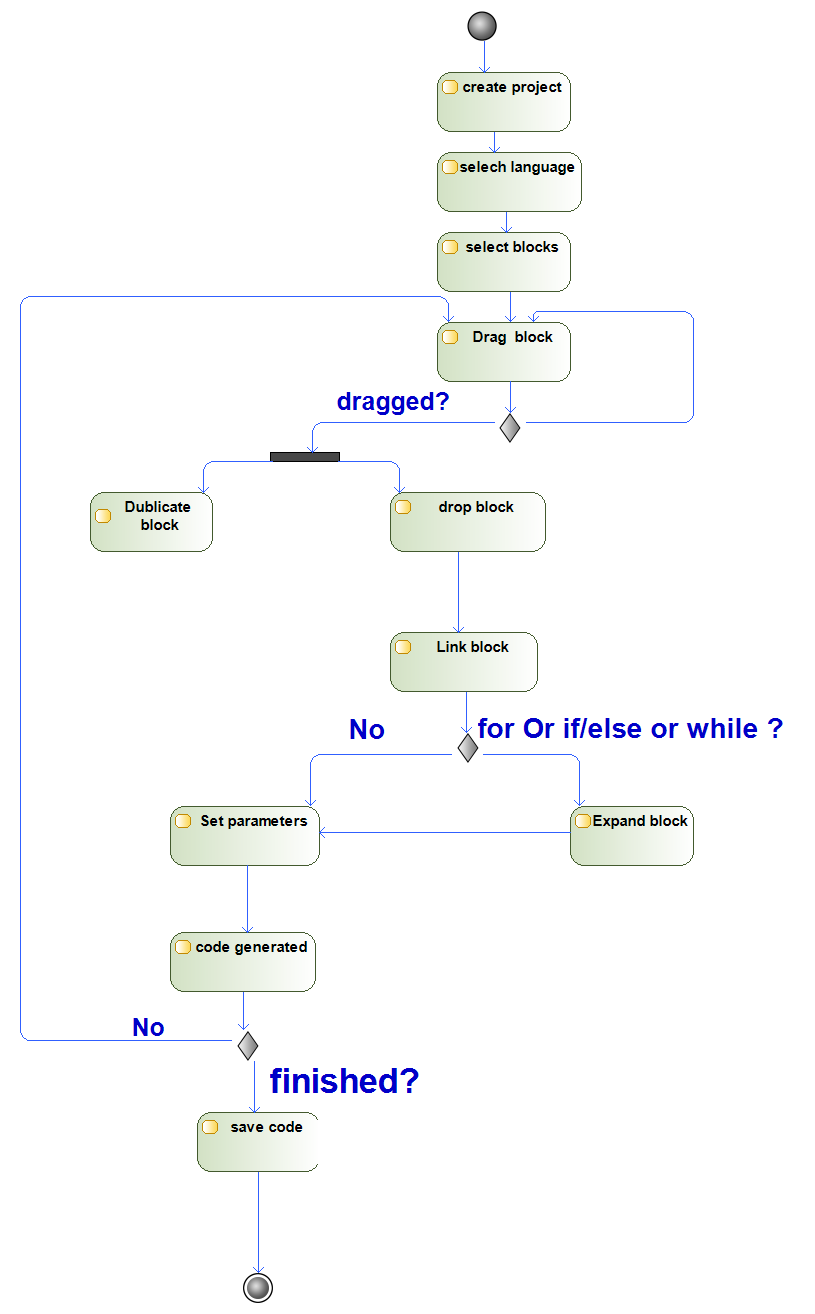 create project
selech language
select blocks
Drag  block
dragged?
Dublicate
block
drop block
Link block
No
for Or if/else or while ?
Set parameters
Expand block
code generated
No
finished?
save code